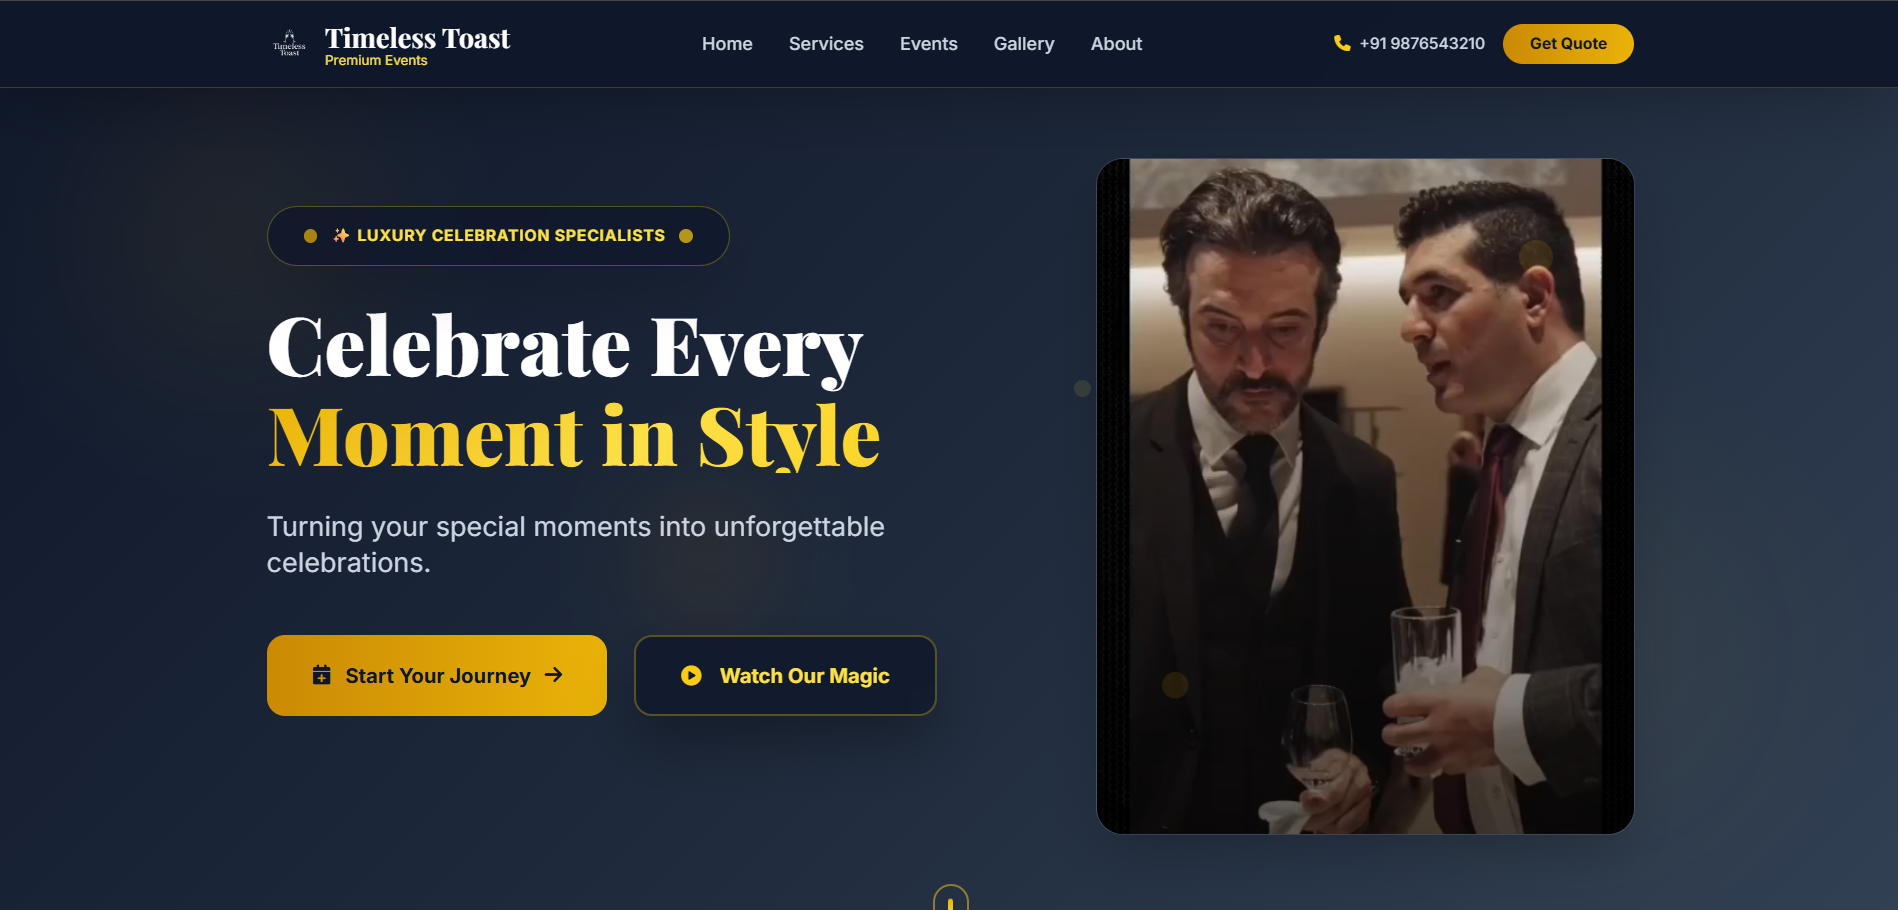 Timeless
Toast
Timeless Toast
Premium Events
Home
Services
Events
Gallery
About
+91 9876543210
Get Quote
✨ LUXURY CELEBRATION SPECIALISTS
Celebrate Every
Moment in Style
Turning your special moments into unforgettable
celebrations.
Start Your Journey →
Watch Our Magic